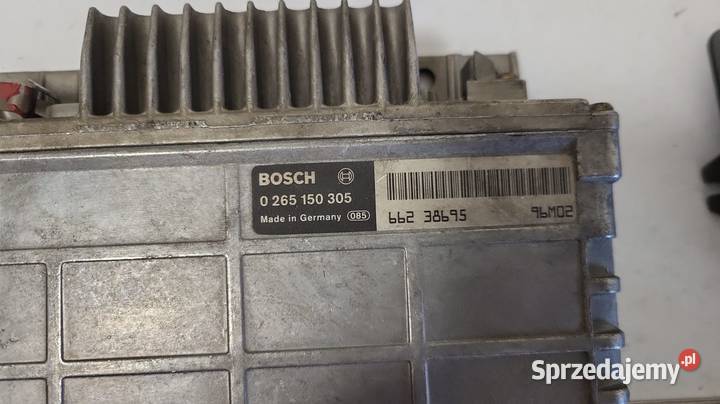 BOSCH
0 265 150 305
Made in Germany 085
662 38695 96M02
Sprzedajemy.pl